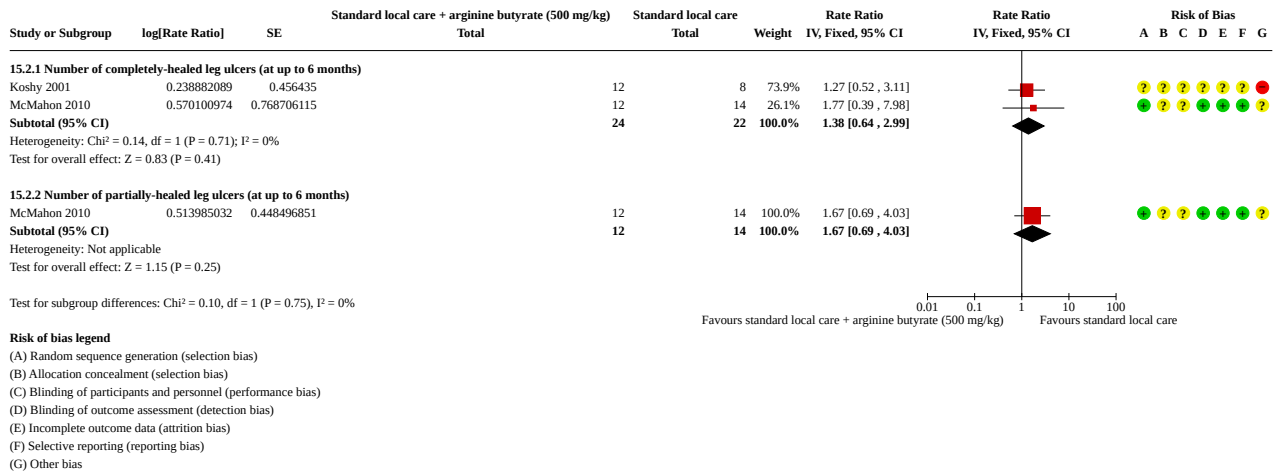 Standard local care + arginine butyrate (500 mg/kg) Standard local care Rate Ratio Rate Ratio Risk of Bias
Study or Subgroup log[Rate Ratio] SE Total Total Weight IV, Fixed, 95% CI IV, Fixed, 95% CI A B C D E F G
15.2.1 Number of completely-healed leg ulcers (at up to 6 months)
Koshy 2001 0.238882089 0.456435 12 8 73.9% 1.27 [0.52 , 3.11] ? ? ? ? ? ? −
McMahon 2010 0.570100974 0.768706115 12 14 26.1% 1.77 [0.39 , 7.98] + ? ? + + + ?
Subtotal (95% CI) 24 22 100.0% 1.38 [0.64 , 2.99]
Heterogeneity: Chi² = 0.14, df = 1 (P = 0.71); I² = 0%
Test for overall effect: Z = 0.83 (P = 0.41)
15.2.2 Number of partially-healed leg ulcers (at up to 6 months)
McMahon 2010 0.513985032 0.448496851 12 14 100.0% 1.67 [0.69 , 4.03] + ? ? + + + ?
Subtotal (95% CI) 12 14 100.0% 1.67 [0.69 , 4.03]
Heterogeneity: Not applicable
Test for overall effect: Z = 1.15 (P = 0.25)
Test for subgroup differences: Chi² = 0.10, df = 1 (P = 0.75), I² = 0%
0.01 0.1 1 10 100
Favours standard local care + arginine butyrate (500 mg/kg) Favours standard local care
Risk of bias legend
(A) Random sequence generation (selection bias)
(B) Allocation concealment (selection bias)
(C) Blinding of participants and personnel (performance bias)
(D) Blinding of outcome assessment (detection bias)
(E) Incomplete outcome data (attrition bias)
(F) Selective reporting (reporting bias)
(G) Other bias